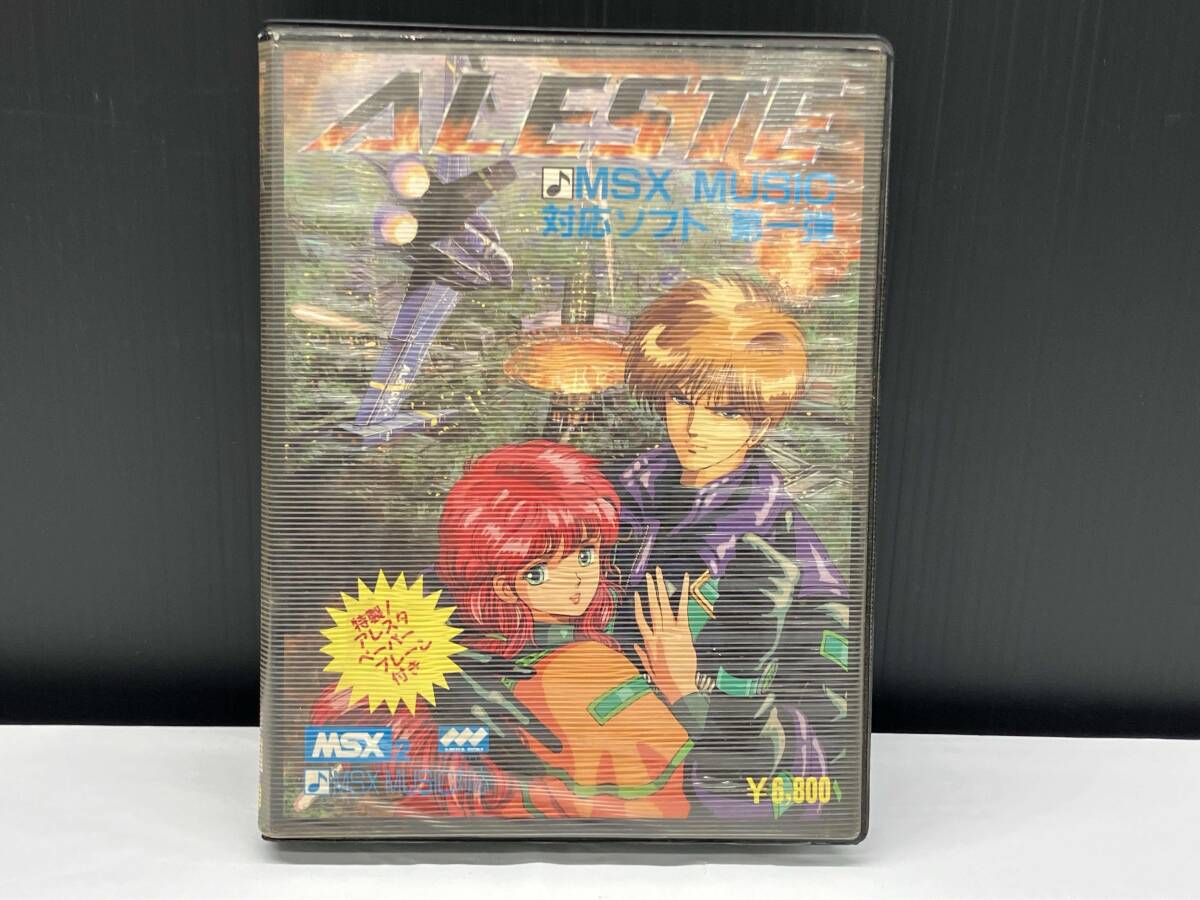 ALESTE
MSX MUSIC
対応ソフト 第一弾
特製!
アレスタ
ペーパー
プレーン
付き
MSX 2
MSX MUSIC
¥6,800